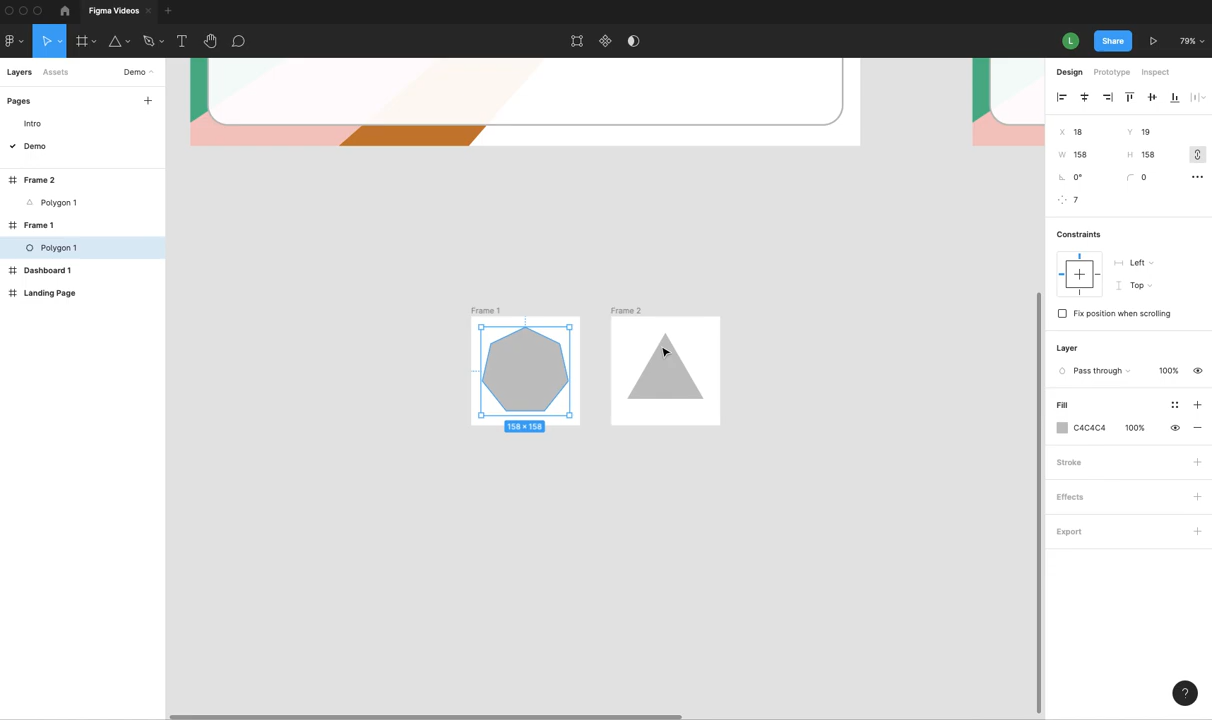 Figma Videos
L
Share
79%
Layers
Assets
Demo
Pages
Intro
Demo
Frame 2
Polygon 1
Frame 1
Polygon 1
Dashboard 1
Landing Page
Frame 1
Frame 2
158 × 158
Design
Prototype
Inspect
X 18
Y 19
W 158
H 158
0°
0
7
Constraints
Left
Top
Fix position when scrolling
Layer
Pass through
100%
Fill
C4C4C4
100%
Stroke
Effects
Export
?